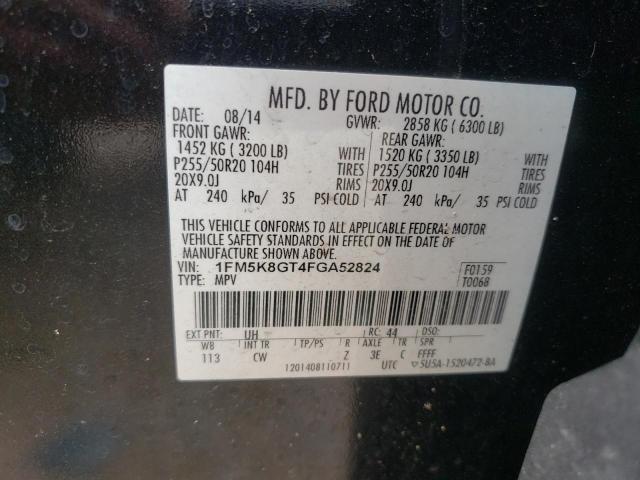 MFD. BY FORD MOTOR CO.
DATE: 08/14 GVWR: 2858 KG ( 6300 LB)
FRONT GAWR: REAR GAWR:
1452 KG ( 3200 LB) WITH 1520 KG ( 3350 LB) WITH
P255/50R20 104H TIRES P255/50R20 104H TIRES
20X9.0J RIMS 20X9.0J RIMS
AT 240 kPa/ 35 PSI COLD AT 240 kPa/ 35 PSI COLD
THIS VEHICLE CONFORMS TO ALL APPLICABLE FEDERAL MOTOR
VEHICLE SAFETY STANDARDS IN EFFECT ON THE DATE OF
MANUFACTURE SHOWN ABOVE.
VIN: 1FM5K8GT4FGA52824 F0159
TYPE: MPV T0068
EXT PNT: UH RC: 44 DSO:
WB INT TR TP/PS R AXLE TR SPR
113 CW Z 3E C FFFF
1201408110711 UTC ▽5U5A-1520472-BA